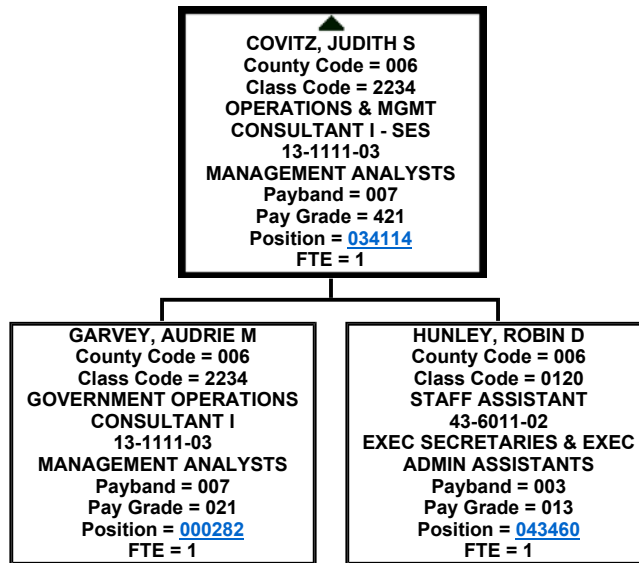 COVITZ, JUDITH S
County Code = 006
Class Code = 2234
OPERATIONS & MGMT
CONSULTANT I - SES
13-1111-03
MANAGEMENT ANALYSTS
Payband = 007
Pay Grade = 421
Position = 034114
FTE = 1
GARVEY, AUDRIE M
County Code = 006
Class Code = 2234
GOVERNMENT OPERATIONS
CONSULTANT I
13-1111-03
MANAGEMENT ANALYSTS
Payband = 007
Pay Grade = 021
Position = 000282
FTE = 1
HUNLEY, ROBIN D
County Code = 006
Class Code = 0120
STAFF ASSISTANT
43-6011-02
EXEC SECRETARIES & EXEC
ADMIN ASSISTANTS
Payband = 003
Pay Grade = 013
Position = 043460
FTE = 1